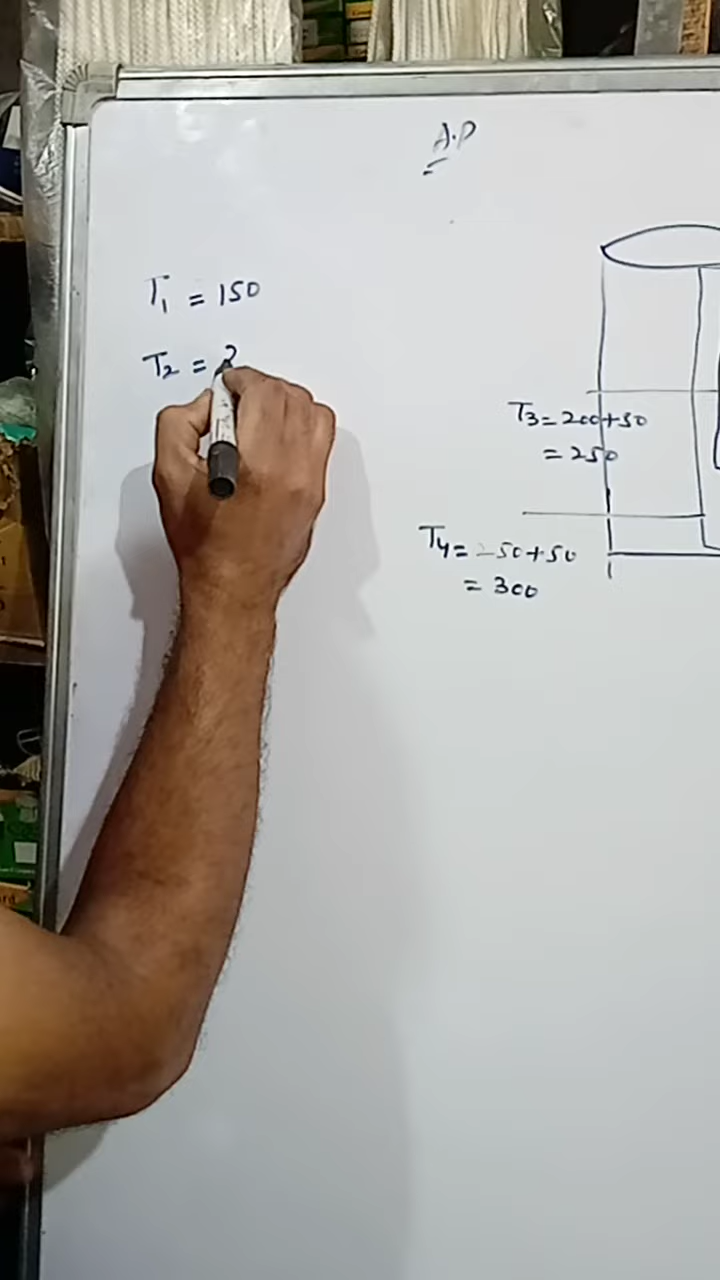 A.P
T1 = 150
T2 = 2
T3 = 200+50
= 250
T4 = 250+50
= 300